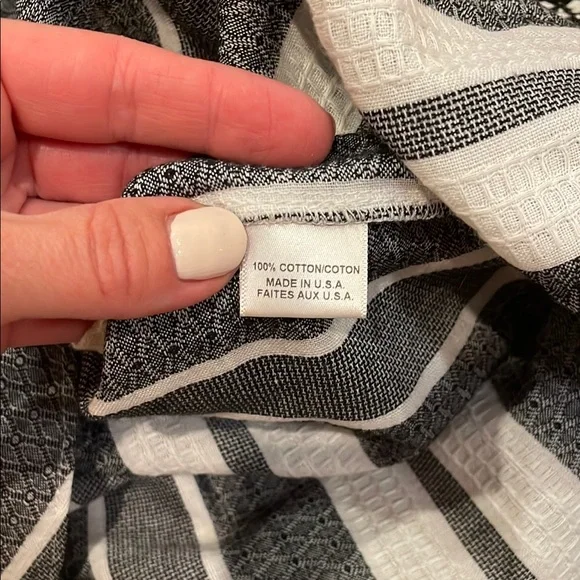 100% COTTON/COTON
MADE IN U.S.A.
FAITES AUX U.S.A.